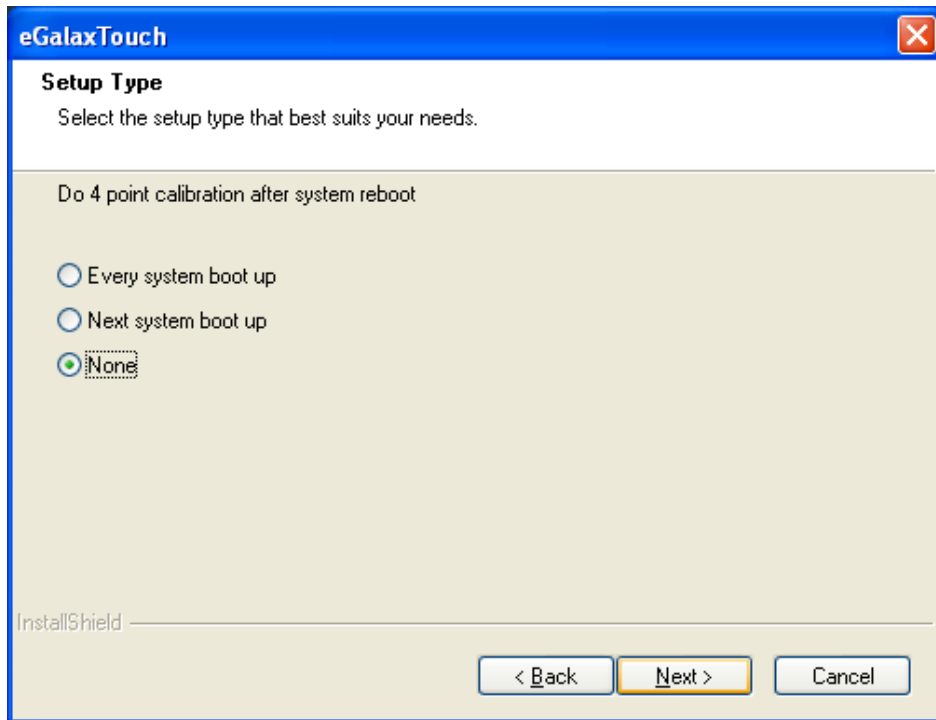 eGalaxTouch
Setup Type
Select the setup type that best suits your needs.
Do 4 point calibration after system reboot
Every system boot up
Next system boot up
None
InstallShield
< Back
Next >
Cancel